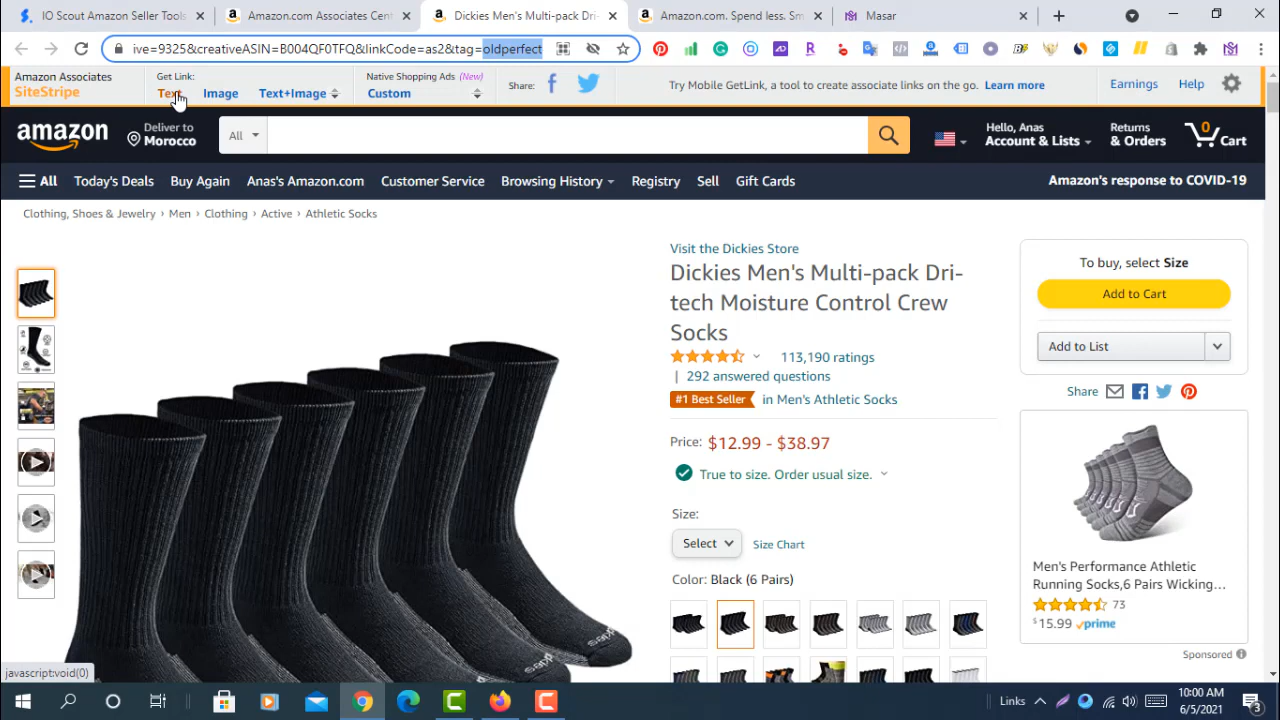 IO Scout Amazon Seller Tools
Amazon.com Associates Cent
Dickies Men's Multi-pack Dri-
Amazon.com. Spend less. Sm
Masar
ive=9325&creativeASIN=B004QF0TFQ&linkCode=as2&tag=oldperfect
Amazon Associates
SiteStripe
Get Link:
Text
Image
Text+Image
Native Shopping Ads (New)
Custom
Share:
Try Mobile GetLink, a tool to create associate links on the go. Learn more
Earnings
Help
amazon
Deliver to
Morocco
All
Hello, Anas
Account & Lists
Returns
& Orders
0
Cart
All
Today's Deals
Buy Again
Anas's Amazon.com
Customer Service
Browsing History
Registry
Sell
Gift Cards
Amazon's response to COVID-19
Clothing, Shoes & Jewelry › Men › Clothing › Active › Athletic Socks
Visit the Dickies Store
Dickies Men's Multi-pack Dri-
tech Moisture Control Crew
Socks
113,190 ratings
| 292 answered questions
#1 Best Seller in Men's Athletic Socks
Price: $12.99 - $38.97
True to size. Order usual size.
Size:
Select
Size Chart
Color: Black (6 Pairs)
To buy, select Size
Add to Cart
Add to List
Share
Men's Performance Athletic
Running Socks,6 Pairs Wicking...
73
$15.99 prime
Sponsored
javascript:void(0)
Links
10:00 AM
6/5/2021
3